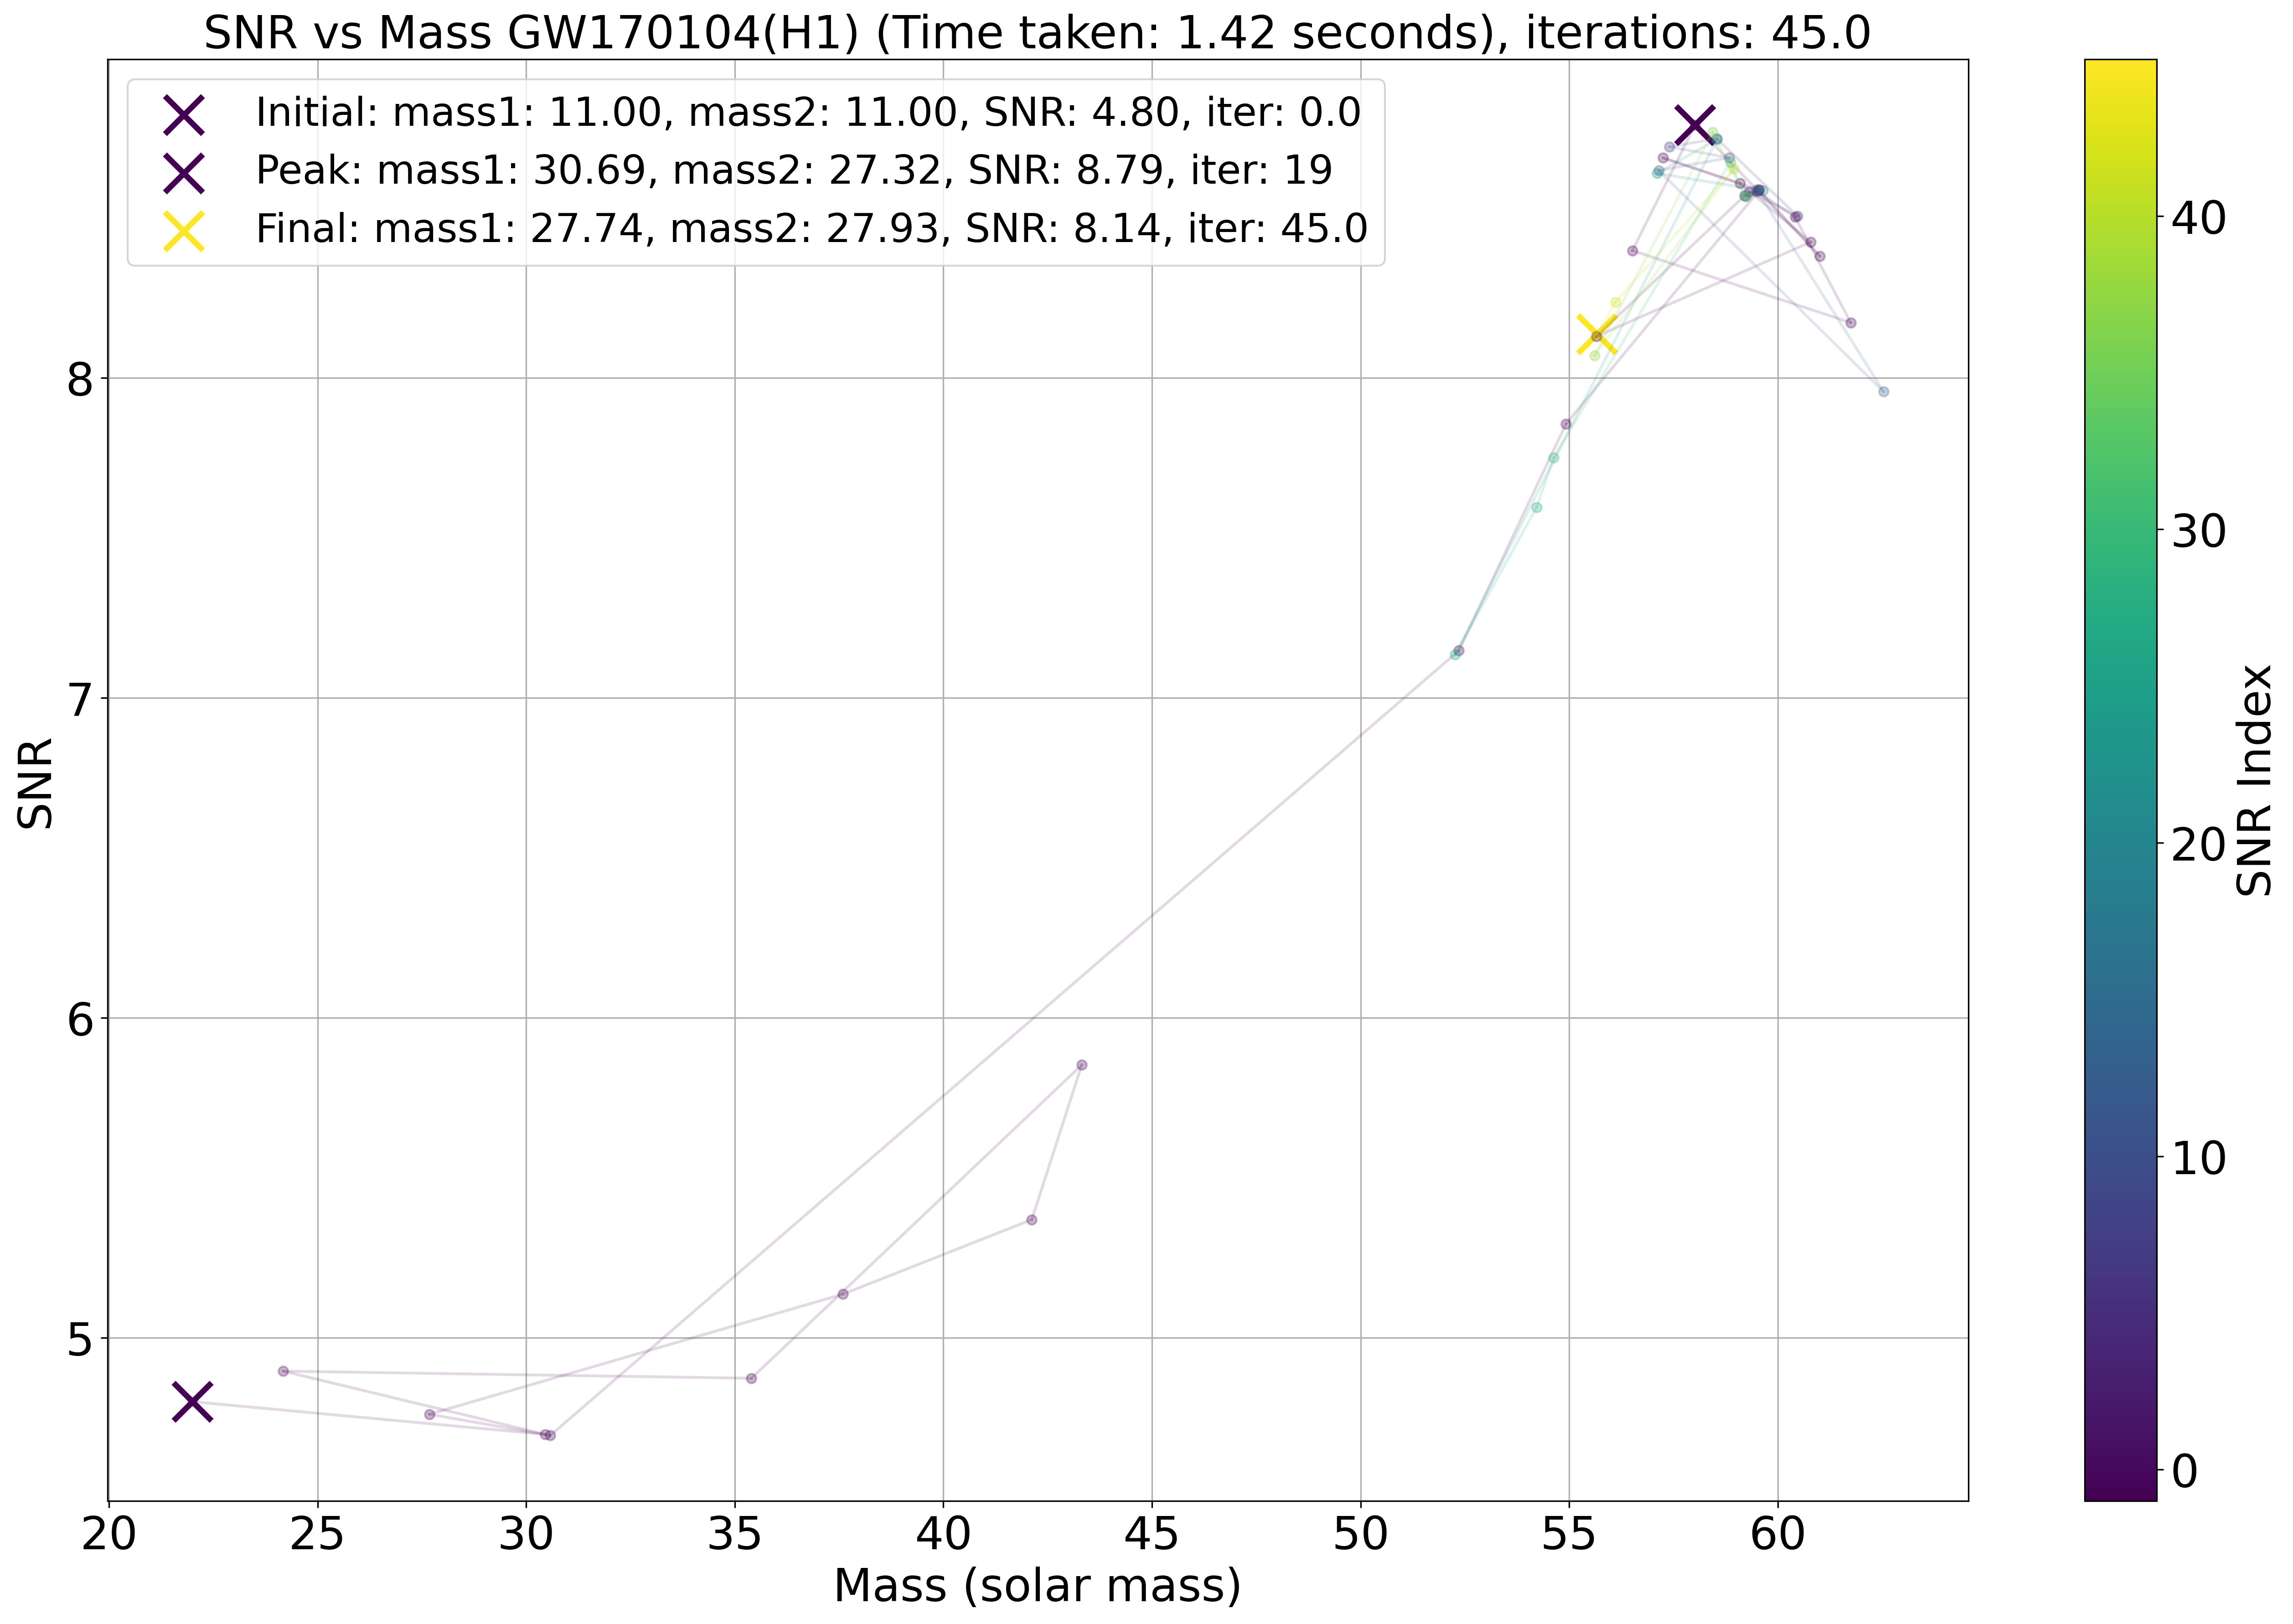 SNR vs Mass GW170104(H1) (Time taken: 1.42 seconds), iterations: 45.0
Initial: mass1: 11.00, mass2: 11.00, SNR: 4.80, iter: 0.0
Peak: mass1: 30.69, mass2: 27.32, SNR: 8.79, iter: 19
Final: mass1: 27.74, mass2: 27.93, SNR: 8.14, iter: 45.0
8
7
6
5
SNR
20 25 30 35 40 45 50 55 60
Mass (solar mass)
40
30
20
10
0
SNR Index